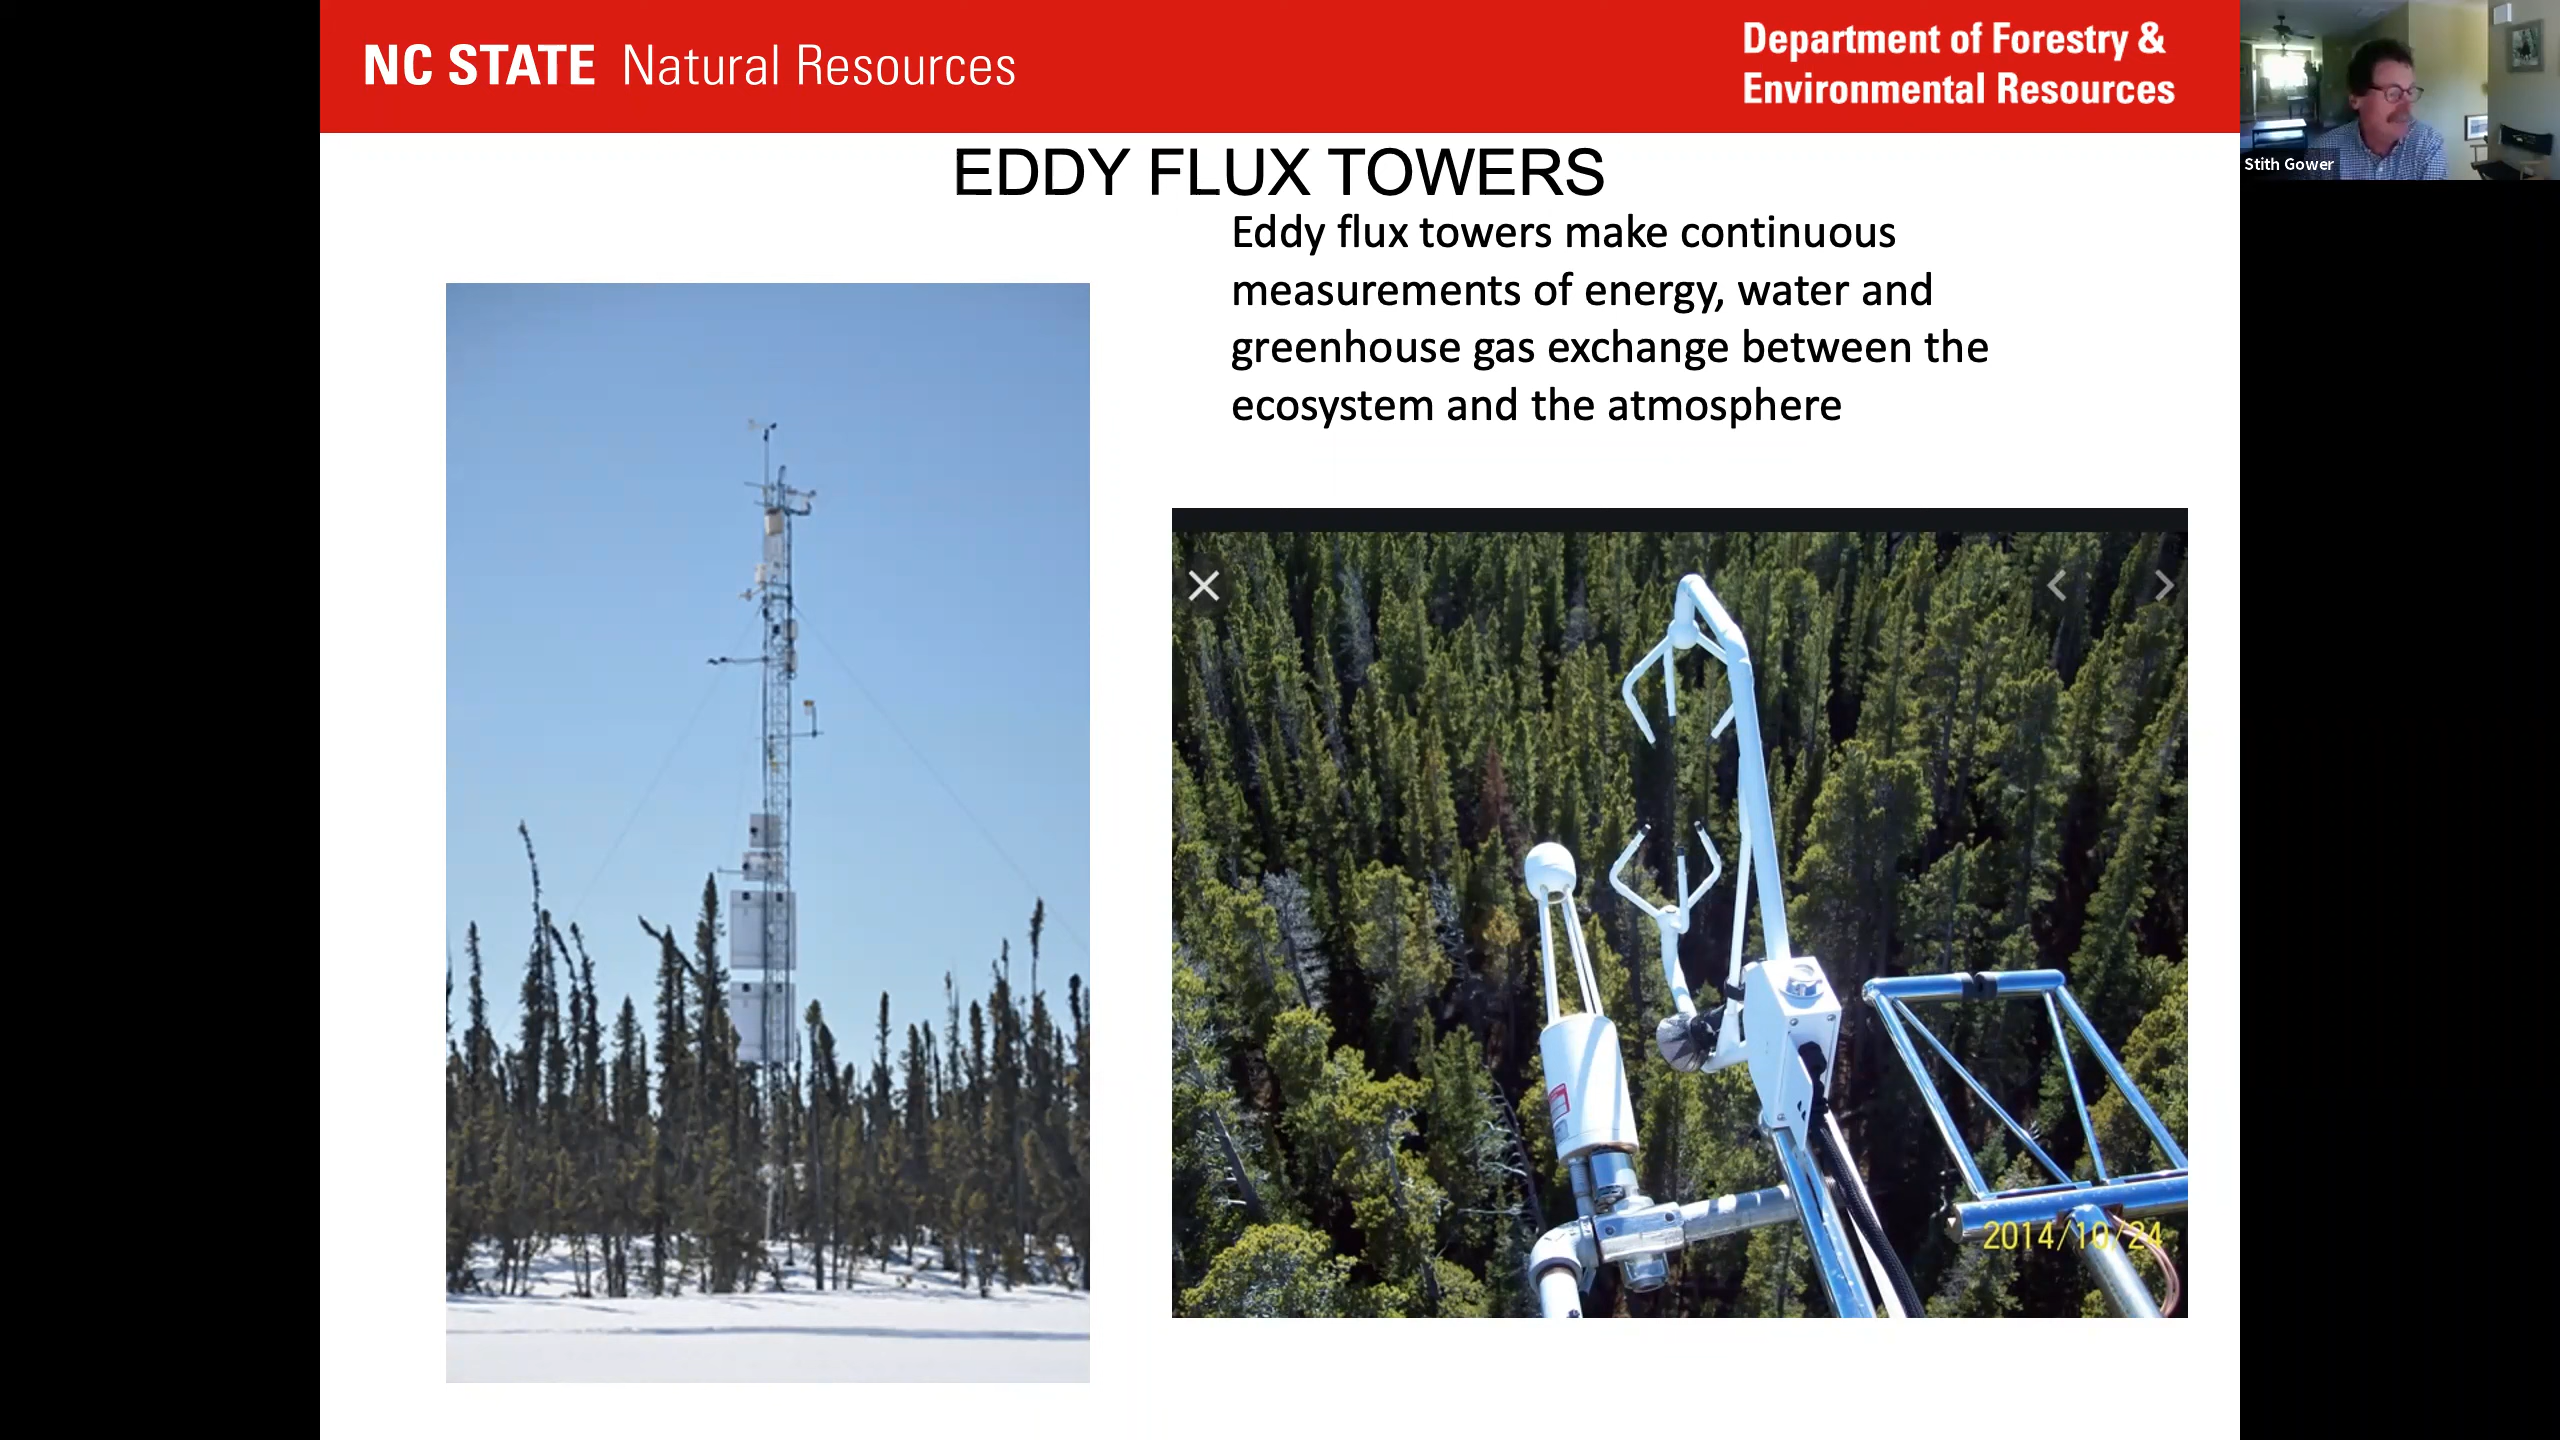 NC STATE Natural Resources
Department of Forestry &
Environmental Resources
Stith Gower
EDDY FLUX TOWERS
Eddy flux towers make continuous
measurements of energy, water and
greenhouse gas exchange between the
ecosystem and the atmosphere
2014/10/24